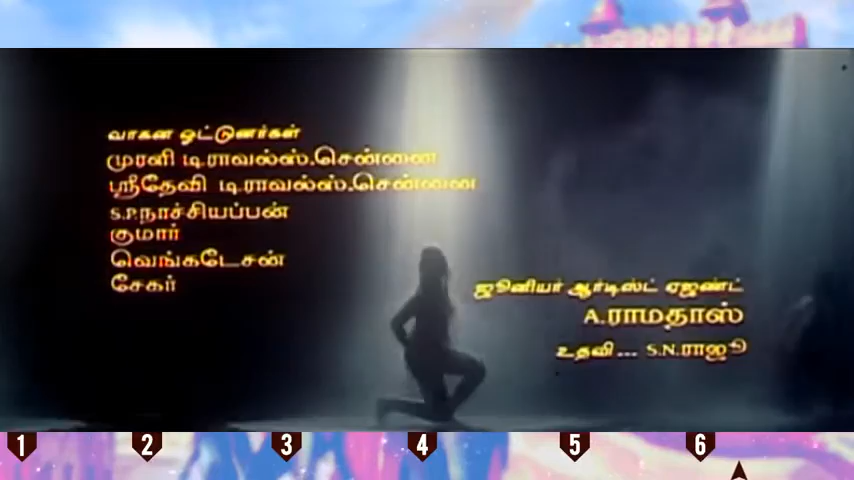 வாகன ஓட்டுனர்கள்
முரளி டிராவல்ஸ்.சென்னை
ஸ்ரீதேவி டிராவல்ஸ்.சென்னை
S.P.நாச்சியப்பன்
குமார்
வெங்கடேசன்
சேகர்
ஜூனியர் ஆர்டிஸ்ட் ஏஜண்ட்
A.ராமதாஸ்
உதவி... S.N.ராஜூ
1 2 3 4 5 6